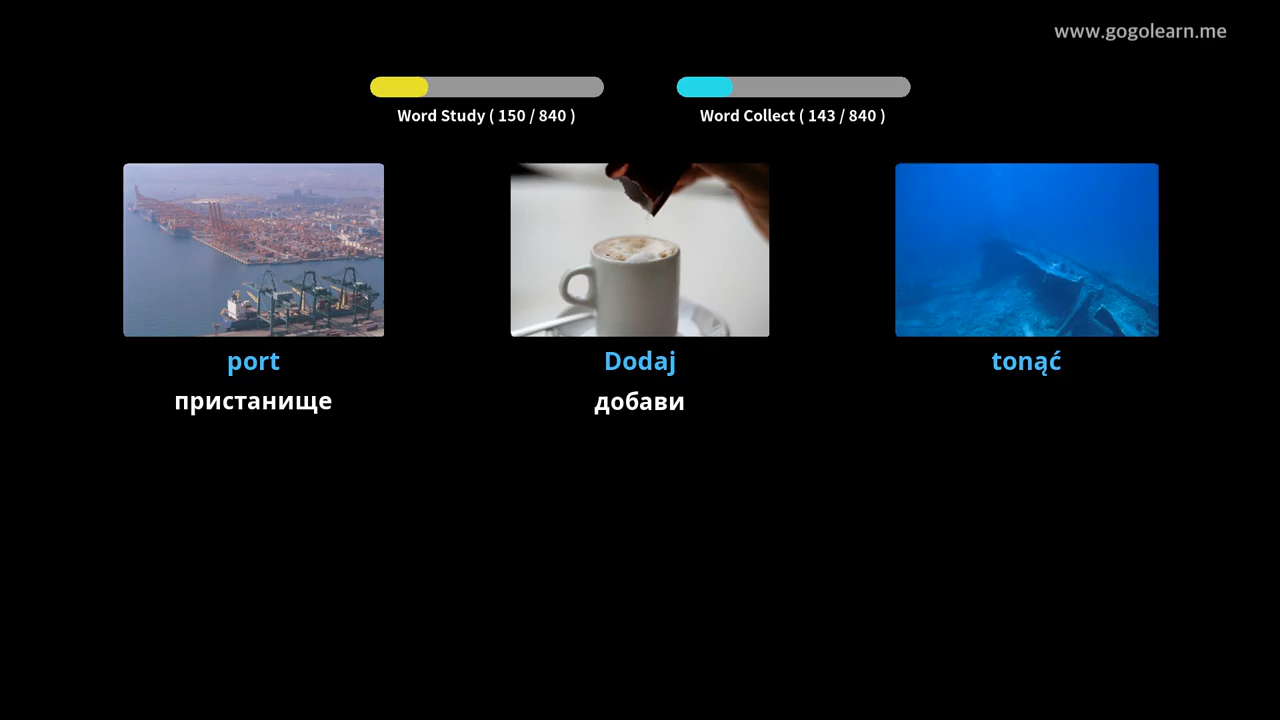 www.gogolearn.me
Word Study ( 150 / 840 )
Word Collect ( 143 / 840 )
port
Dodaj
tonąć
пристанище
добави